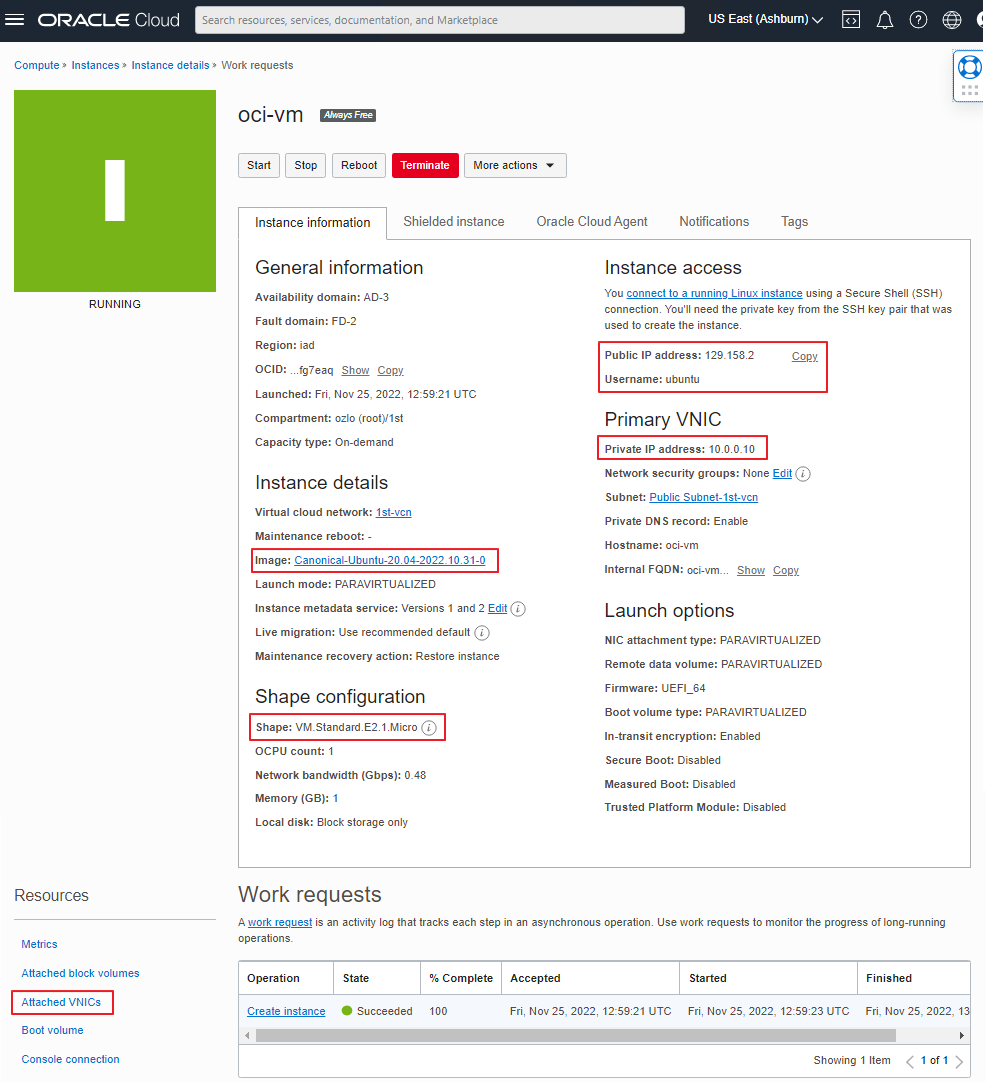 ORACLE Cloud
Search resources, services, documentation, and Marketplace
US East (Ashburn)
Compute » Instances » Instance details » Work requests
RUNNING
oci-vm Always Free
Start Stop Reboot Terminate More actions
Instance information Shielded instance Oracle Cloud Agent Notifications Tags
General information
Availability domain: AD-3
Fault domain: FD-2
Region: iad
OCID: ...fg7eaq Show Copy
Launched: Fri, Nov 25, 2022, 12:59:21 UTC
Compartment: ozlo (root)/1st
Capacity type: On-demand
Instance details
Virtual cloud network: 1st-vcn
Maintenance reboot: -
Image: Canonical-Ubuntu-20.04-2022.10.31-0
Launch mode: PARAVIRTUALIZED
Instance metadata service: Versions 1 and 2 Edit
Live migration: Use recommended default
Maintenance recovery action: Restore instance
Shape configuration
Shape: VM.Standard.E2.1.Micro
OCPU count: 1
Network bandwidth (Gbps): 0.48
Memory (GB): 1
Local disk: Block storage only
Instance access
You connect to a running Linux instance using a Secure Shell (SSH)
connection. You'll need the private key from the SSH key pair that was
used to create the instance.
Public IP address: 129.158.2 Copy
Username: ubuntu
Primary VNIC
Private IP address: 10.0.0.10
Network security groups: None Edit
Subnet: Public Subnet-1st-vcn
Private DNS record: Enable
Hostname: oci-vm
Internal FQDN: oci-vm... Show Copy
Launch options
NIC attachment type: PARAVIRTUALIZED
Remote data volume: PARAVIRTUALIZED
Firmware: UEFI_64
Boot volume type: PARAVIRTUALIZED
In-transit encryption: Enabled
Secure Boot: Disabled
Measured Boot: Disabled
Trusted Platform Module: Disabled
Resources
Metrics
Attached block volumes
Attached VNICs
Boot volume
Console connection
Work requests
A work request is an activity log that tracks each step in an asynchronous operation. Use work requests to monitor the progress of long-running
operations.
Operation State % Complete Accepted Started Finished
Create instance Succeeded 100 Fri, Nov 25, 2022, 12:59:21 UTC Fri, Nov 25, 2022, 12:59:23 UTC Fri, Nov 25, 2022, 13
Showing 1 Item 1 of 1